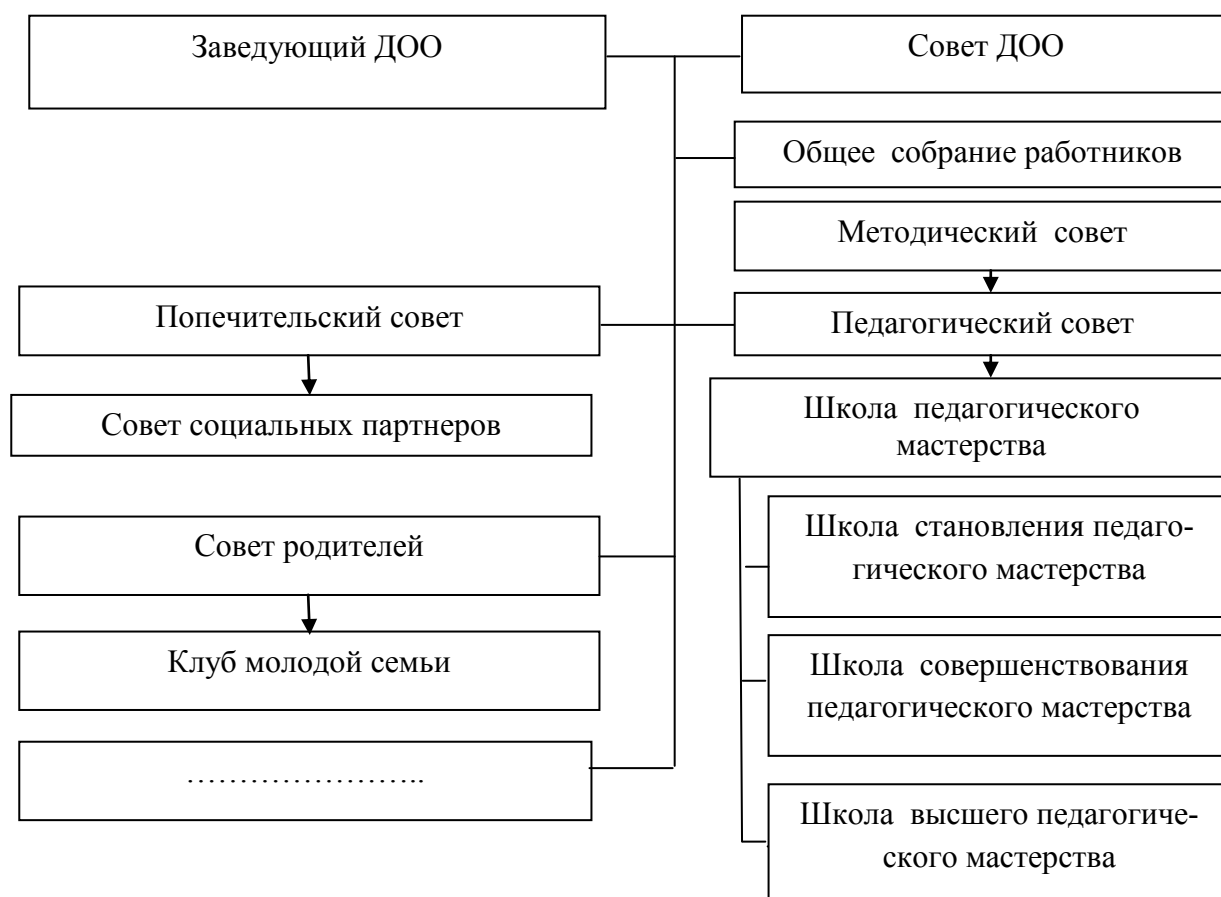 Заведующий ДОО
Совет ДОО
Общее собрание работников
Методический совет
Попечительский совет
Педагогический совет
Совет социальных партнеров
Школа педагогического
мастерства
Совет родителей
Школа становления педаго-
гического мастерства
Клуб молодой семьи
Школа совершенствования
педагогического мастерства
…………………..
Школа высшего педагогиче-
ского мастерства